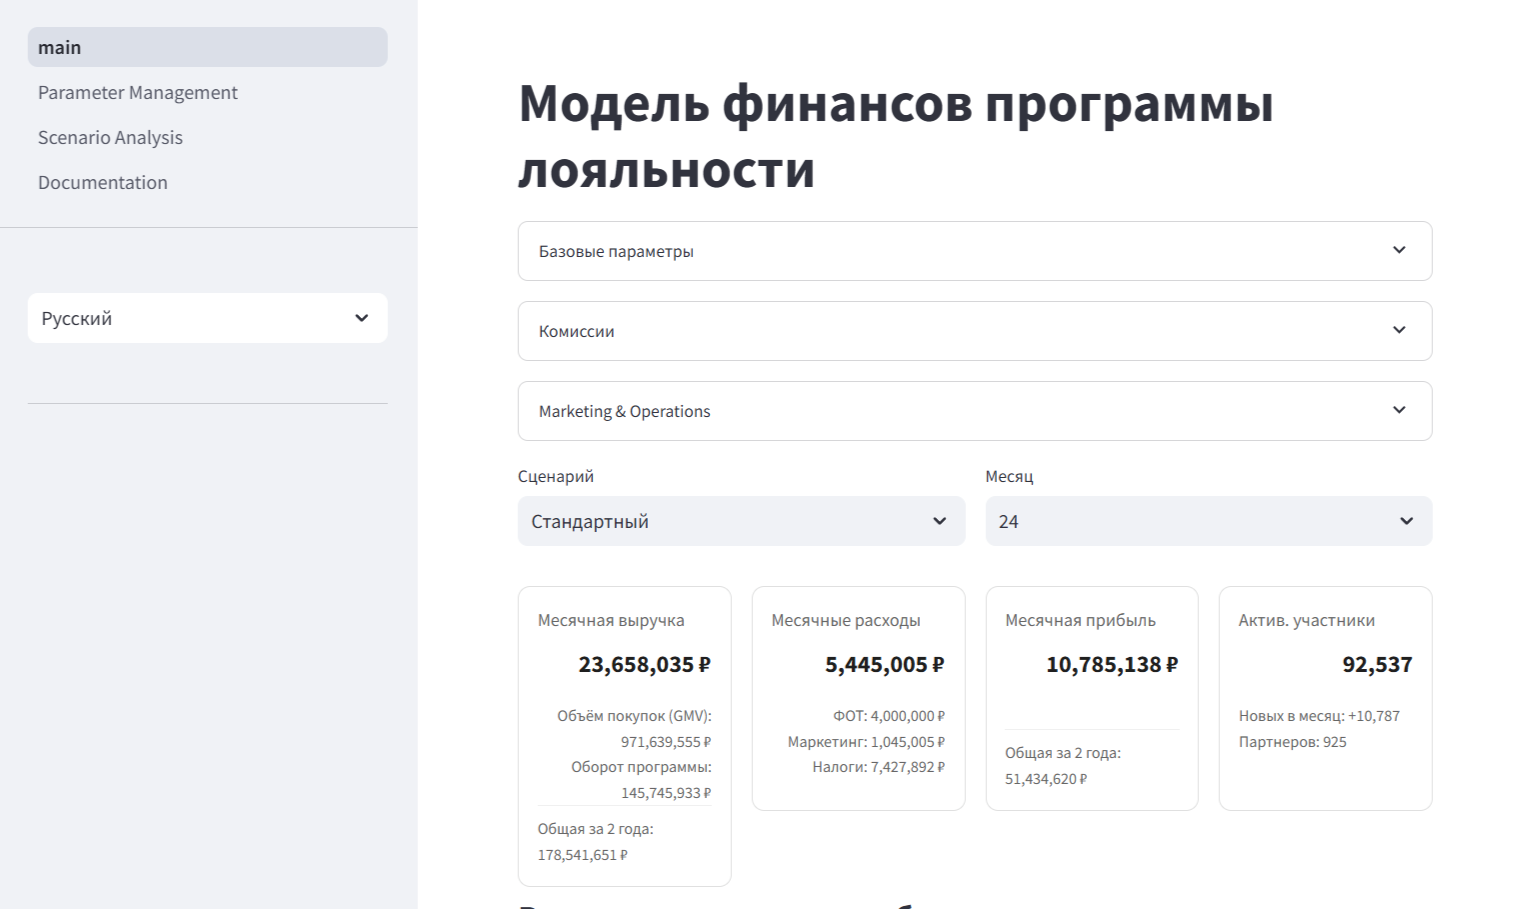 main
Parameter Management
Scenario Analysis
Documentation
Русский
Модель финансов программы
лояльности
Базовые параметры
Комиссии
Marketing & Operations
Сценарий
Стандартный
Месяц
24
Месячная выручка
23,658,035 ₽
Объём покупок (GMV):
971,639,555 ₽
Оборот программы:
145,745,933 ₽
Общая за 2 года:
178,541,651 ₽
Месячные расходы
5,445,005 ₽
ФОТ: 4,000,000 ₽
Маркетинг: 1,045,005 ₽
Налоги: 7,427,892 ₽
Месячная прибыль
10,785,138 ₽
Общая за 2 года:
51,434,620 ₽
Актив. участники
92,537
Новых в месяц: +10,787
Партнеров: 925